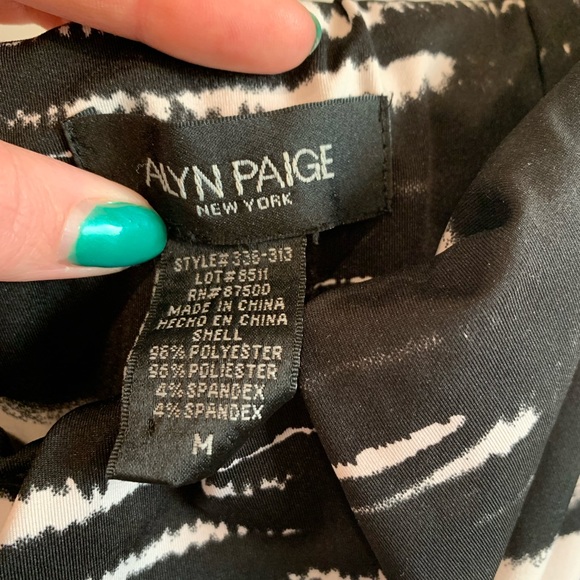 ALYN PAIGE
NEW YORK
STYLE# 336-313
LOT#8511
RN#87500
MADE IN CHINA
HECHO EN CHINA
SHELL
96% POLYESTER
96% POLIESTER
4% SPANDEX
4% SPANDEX
M